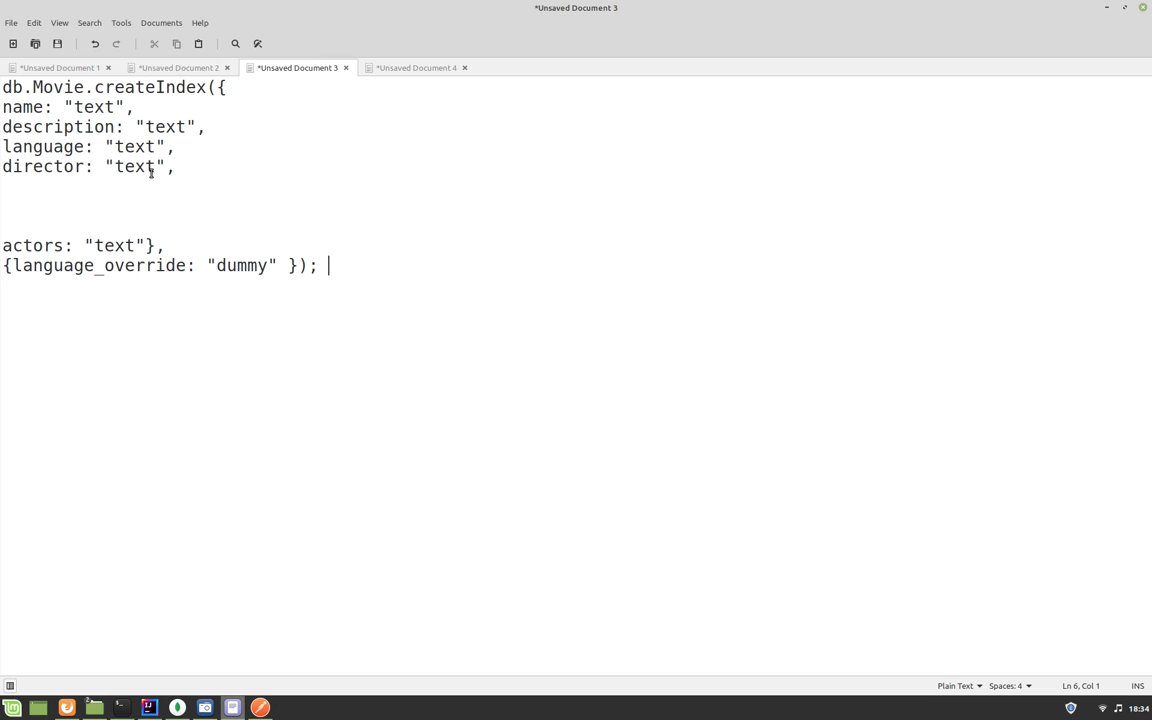 *Unsaved Document 3
File Edit View Search Tools Documents Help
*Unsaved Document 1 *Unsaved Document 2 *Unsaved Document 3 *Unsaved Document 4
db.Movie.createIndex({
name: "text",
description: "text",
language: "text",
director: "text",
actors: "text"},
{language_override: "dummy" });
Plain Text Spaces: 4 Ln 6, Col 1 INS
18:34